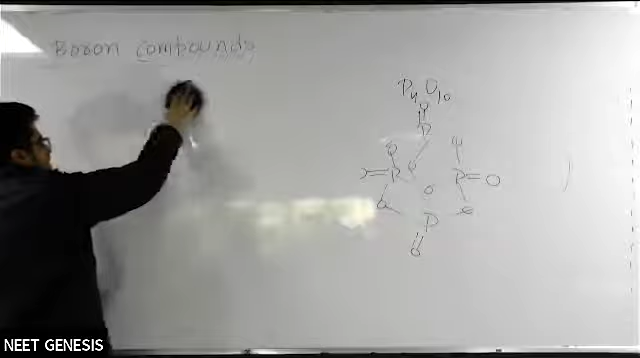 Boron Compounds
P4O10
O
P
O O
O=P O P=O
O O
P
O
NEET GENESIS